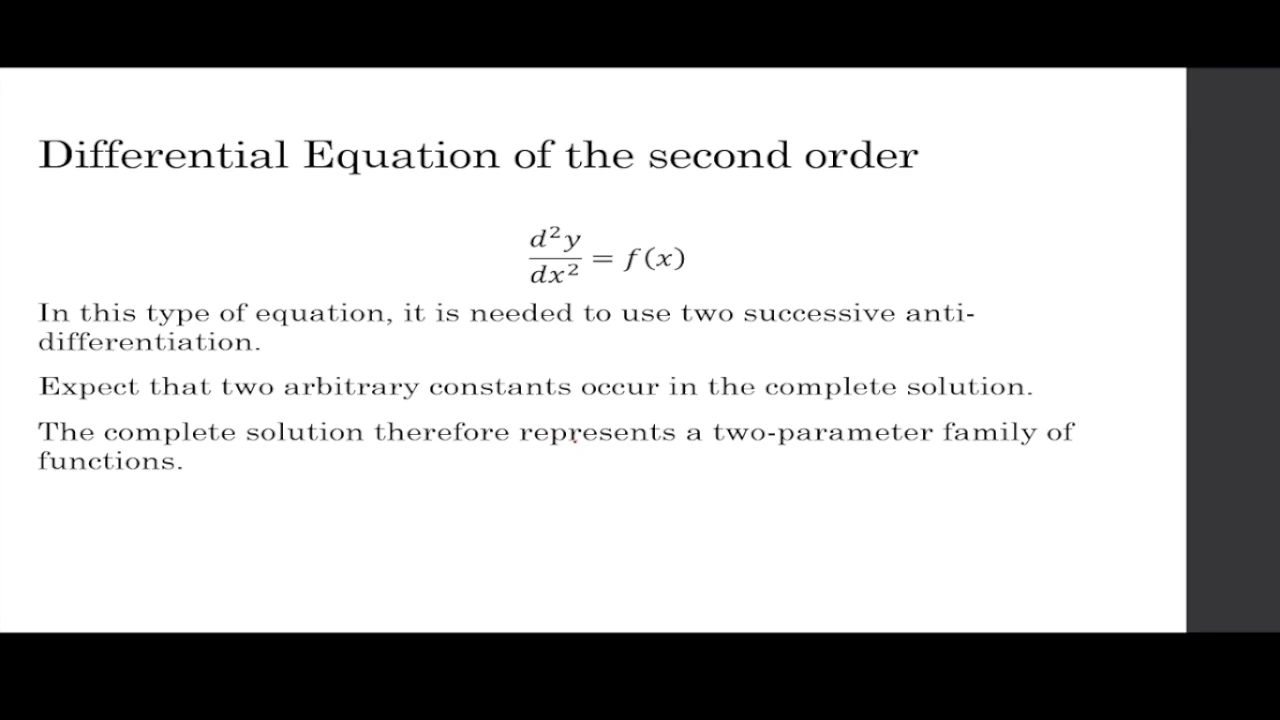 Differential Equation of the second order
d²y/dx² = f(x)
In this type of equation, it is needed to use two successive anti-
differentiation.
Expect that two arbitrary constants occur in the complete solution.
The complete solution therefore represents a two-parameter family of
functions.